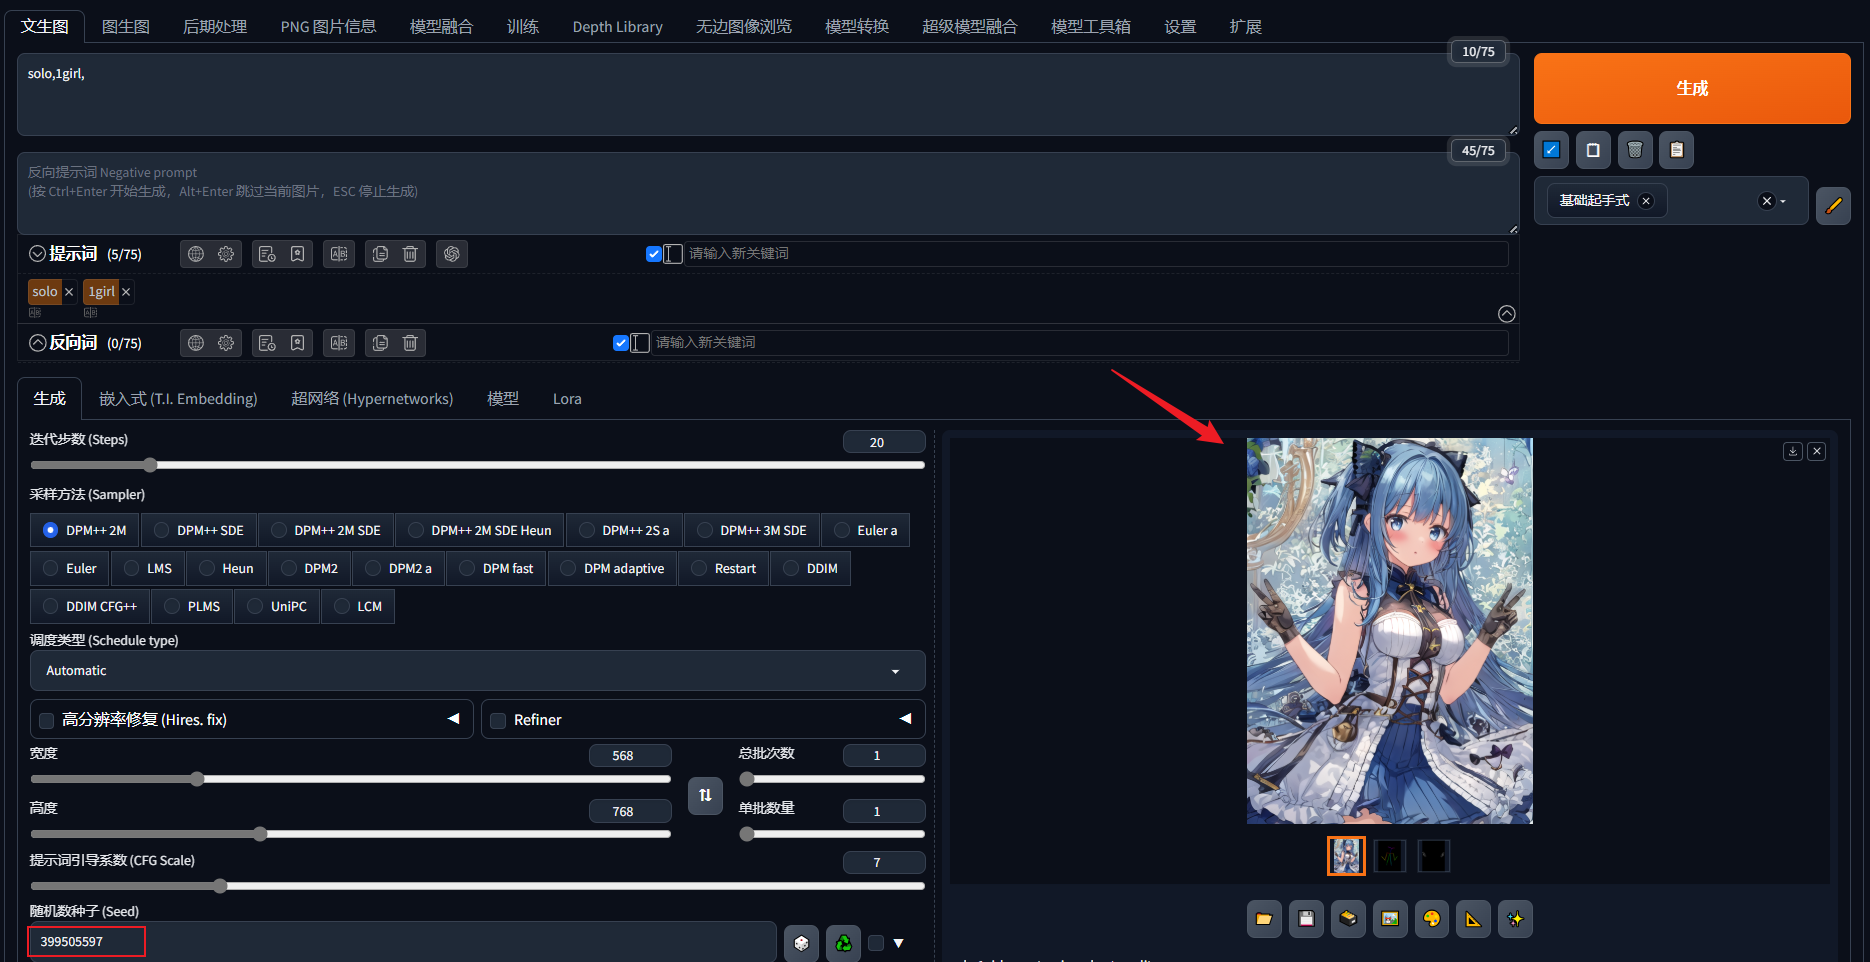 文生图 图生图 后期处理 PNG 图片信息 模型融合 训练 Depth Library 无边图像浏览 模型转换 超级模型融合 模型工具箱 设置 扩展
10/75
solo,1girl,
生成
45/75
反向提示词 Negative prompt
(按 Ctrl+Enter 开始生成，Alt+Enter 跳过当前图片，ESC 停止生成)
基础起手式
提示词 (5/75) 请输入新关键词
solo 1girl
反向词 (0/75) 请输入新关键词
生成 嵌入式 (T.I. Embedding) 超网络 (Hypernetworks) 模型 Lora
迭代步数 (Steps) 20
采样方法 (Sampler)
DPM++ 2M DPM++ SDE DPM++ 2M SDE DPM++ 2M SDE Heun DPM++ 2S a DPM++ 3M SDE Euler a
Euler LMS Heun DPM2 DPM2 a DPM fast DPM adaptive Restart DDIM
DDIM CFG++ PLMS UniPC LCM
调度类型 (Schedule type)
Automatic
高分辨率修复 (Hires. fix) Refiner
宽度 568 总批次数 1
高度 768 单批数量 1
提示词引导系数 (CFG Scale) 7
随机数种子 (Seed)
399505597